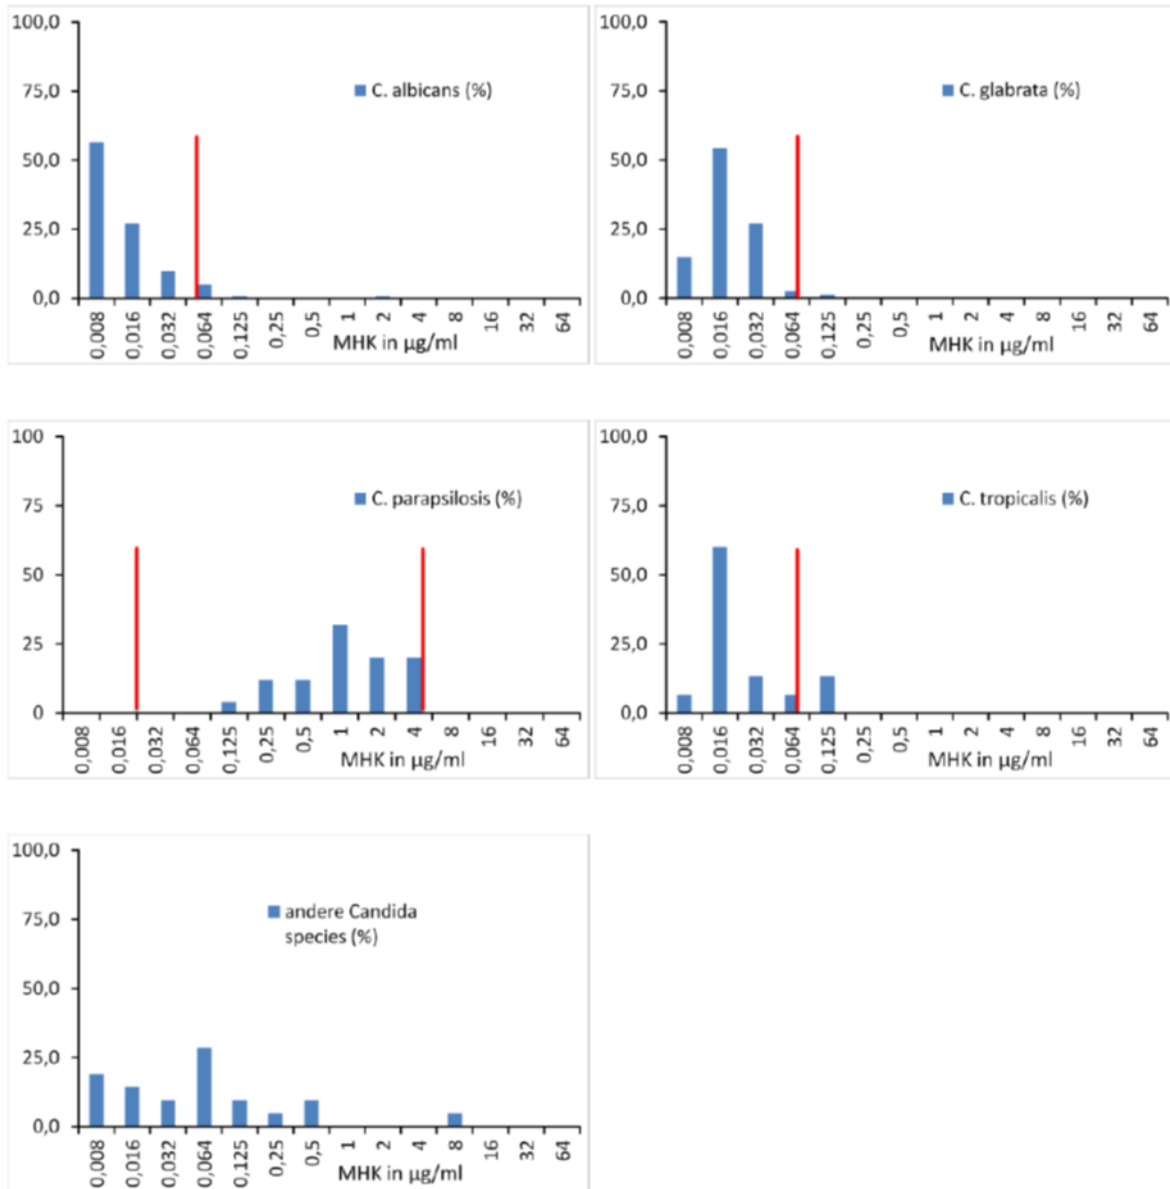 100,0
75,0
50,0
25,0
0,0
C. albicans (%)
0,008 0,016 0,032 0,064 0,125 0,25 0,5 1 2 4 8 16 32 64
MHK in µg/ml
100,0
75,0
50,0
25,0
0,0
C. glabrata (%)
0,008 0,016 0,032 0,064 0,125 0,25 0,5 1 2 4 8 16 32 64
MHK in µg/ml
100
75
50
25
0
C. parapsilosis (%)
0,008 0,016 0,032 0,064 0,125 0,25 0,5 1 2 4 8 16 32 64
MHK in µg/ml
100,0
75,0
50,0
25,0
0,0
C. tropicalis (%)
0,008 0,016 0,032 0,064 0,125 0,25 0,5 1 2 4 8 16 32 64
MHK in µg/ml
100,0
75,0
50,0
25,0
0,0
andere Candida
species (%)
0,008 0,016 0,032 0,064 0,125 0,25 0,5 1 2 4 8 16 32 64
MHK in µg/ml